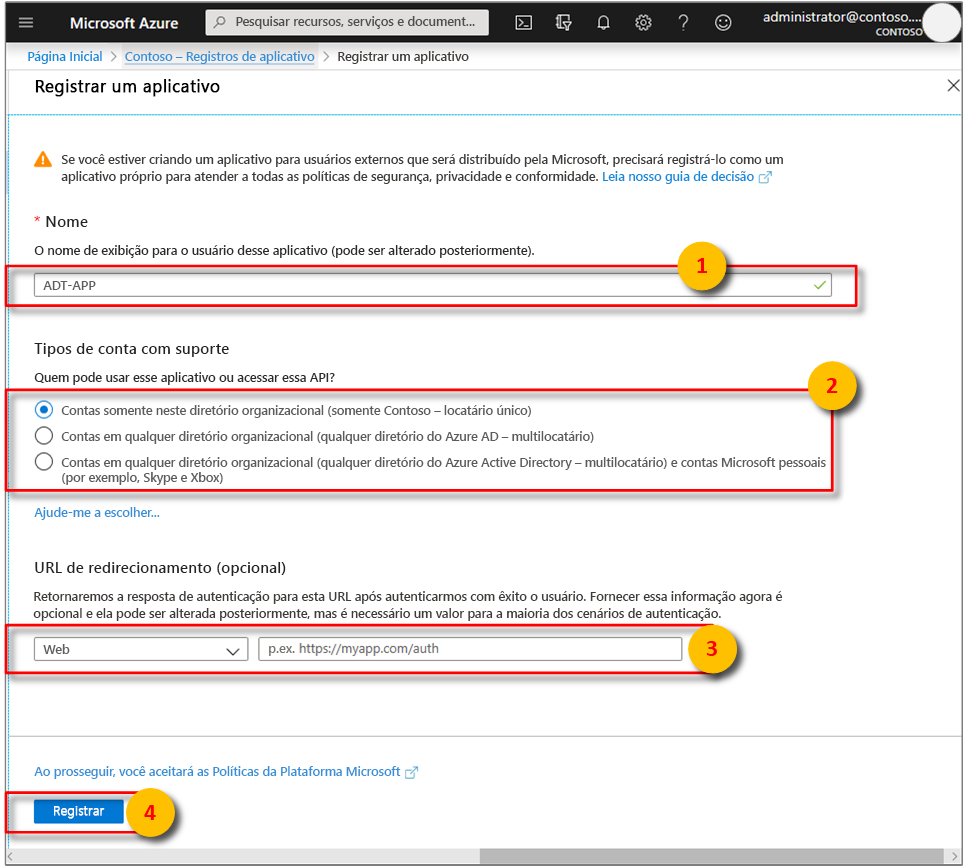 Microsoft Azure
Pesquisar recursos, serviços e document...
administrator@contoso....
CONTOSO
Página Inicial > Contoso – Registros de aplicativo > Registrar um aplicativo
Registrar um aplicativo
Se você estiver criando um aplicativo para usuários externos que será distribuído pela Microsoft, precisará registrá-lo como um
aplicativo próprio para atender a todas as políticas de segurança, privacidade e conformidade. Leia nosso guia de decisão
* Nome
O nome de exibição para o usuário desse aplicativo (pode ser alterado posteriormente).
1
ADT-APP
Tipos de conta com suporte
Quem pode usar esse aplicativo ou acessar essa API?
2
Contas somente neste diretório organizacional (somente Contoso – locatário único)
Contas em qualquer diretório organizacional (qualquer diretório do Azure AD – multilocatário)
Contas em qualquer diretório organizacional (qualquer diretório do Azure Active Directory – multilocatário) e contas Microsoft pessoais
(por exemplo, Skype e Xbox)
Ajude-me a escolher...
URL de redirecionamento (opcional)
Retornaremos a resposta de autenticação para esta URL após autenticarmos com êxito o usuário. Fornecer essa informação agora é
opcional e ela pode ser alterada posteriormente, mas é necessário um valor para a maioria dos cenários de autenticação.
Web
p.ex. https://myapp.com/auth
3
Ao prosseguir, você aceitará as Políticas da Plataforma Microsoft
Registrar
4